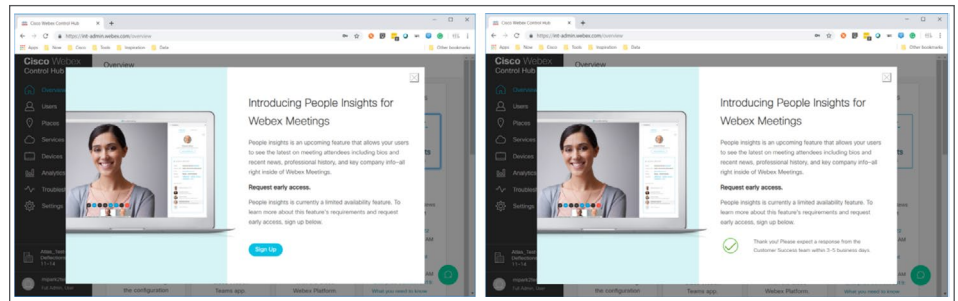 Cisco Webex Control Hub
https://int-admin.webex.com/overview
Apps Now Cisco Tools Inspiration Data
Other bookmarks
Cisco Webex
Control Hub
Overview
Overview
Users
Places
Services
Devices
Analytics
Troubles
Settings
Introducing People Insights for
Webex Meetings
People insights is an upcoming feature that allows your users
to see the latest on meeting attendees including bios and
recent news, professional history, and key company info–all
right inside of Webex Meetings.
Request early access.
People insights is currently a limited availability feature. To
learn more about this feature's requirements and request
early access, sign up below.
Sign Up
the configuration
Teams app.
Webex Platform.
What you need to know
Cisco Webex Control Hub
https://int-admin.webex.com/overview
Apps Now Cisco Tools Inspiration Data
Other bookmarks
Cisco Webex
Control Hub
Overview
Overview
Users
Places
Services
Devices
Analytics
Troubles
Settings
Introducing People Insights for
Webex Meetings
People insights is an upcoming feature that allows your users
to see the latest on meeting attendees including bios and
recent news, professional history, and key company info–all
right inside of Webex Meetings.
Request early access.
People insights is currently a limited availability feature. To
learn more about this feature's requirements and request
early access, sign up below.
Thank you! Please expect a response from the
Customer Success team within 3-5 business days
the configuration
Teams app.
Webex Platform.
What you need to know